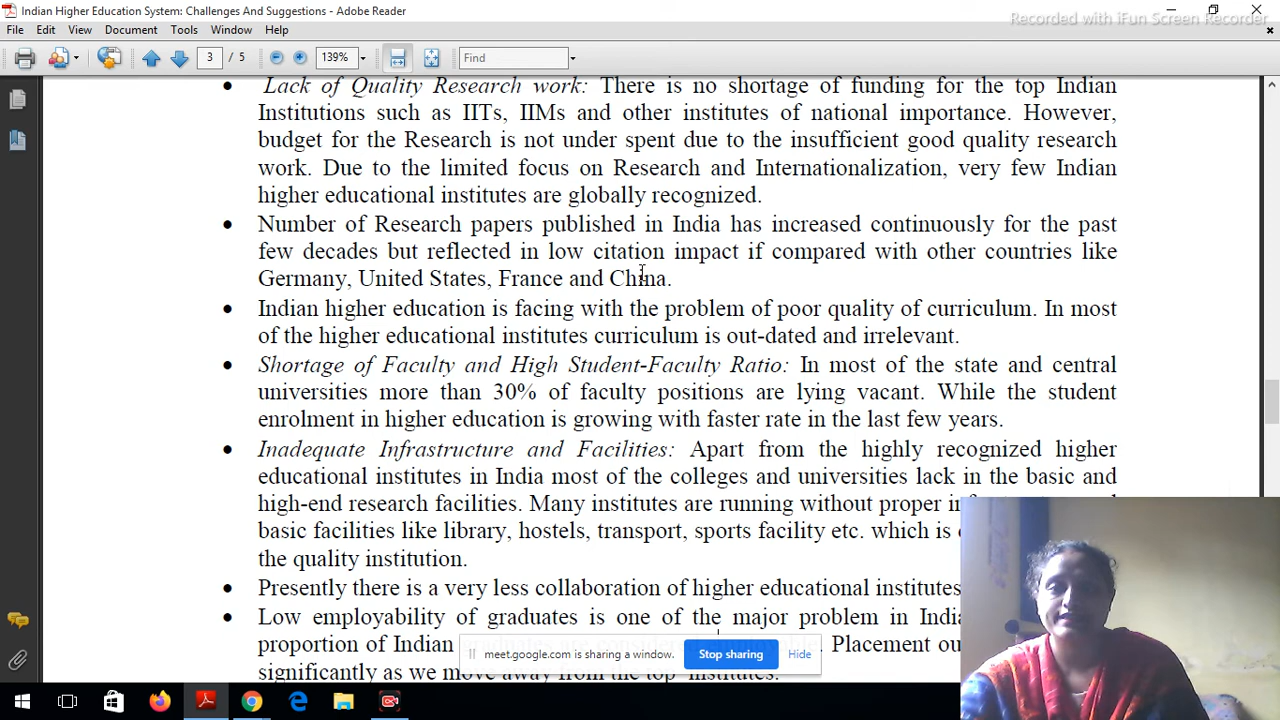 Indian Higher Education System: Challenges And Suggestions - Adobe Reader
Recorded with iFun Screen Recorder
File Edit View Document Tools Window Help
3 / 5 139% Find
• Lack of Quality Research work: There is no shortage of funding for the top Indian
Institutions such as IITs, IIMs and other institutes of national importance. However,
budget for the Research is not under spent due to the insufficient good quality research
work. Due to the limited focus on Research and Internationalization, very few Indian
higher educational institutes are globally recognized.
• Number of Research papers published in India has increased continuously for the past
few decades but reflected in low citation impact if compared with other countries like
Germany, United States, France and China.
• Indian higher education is facing with the problem of poor quality of curriculum. In most
of the higher educational institutes curriculum is out-dated and irrelevant.
• Shortage of Faculty and High Student-Faculty Ratio: In most of the state and central
universities more than 30% of faculty positions are lying vacant. While the student
enrolment in higher education is growing with faster rate in the last few years.
• Inadequate Infrastructure and Facilities: Apart from the highly recognized higher
educational institutes in India most of the colleges and universities lack in the basic and
high-end research facilities. Many institutes are running without proper
basic facilities like library, hostels, transport, sports facility etc. which is
the quality institution.
• Presently there is a very less collaboration of higher educational institutes
• Low employability of graduates is one of the major problem in
proportion of Indian Placement
significantly as we move away from the top institutes.
meet.google.com is sharing a window. Stop sharing Hide